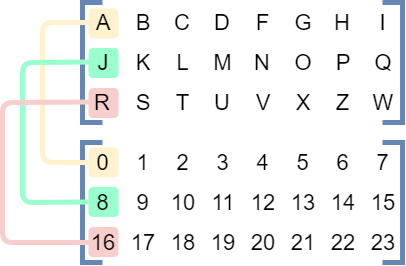 A B C D F G H I
J K L M N O P Q
R S T U V X Z W
0 1 2 3 4 5 6 7
8 9 10 11 12 13 14 15
16 17 18 19 20 21 22 23